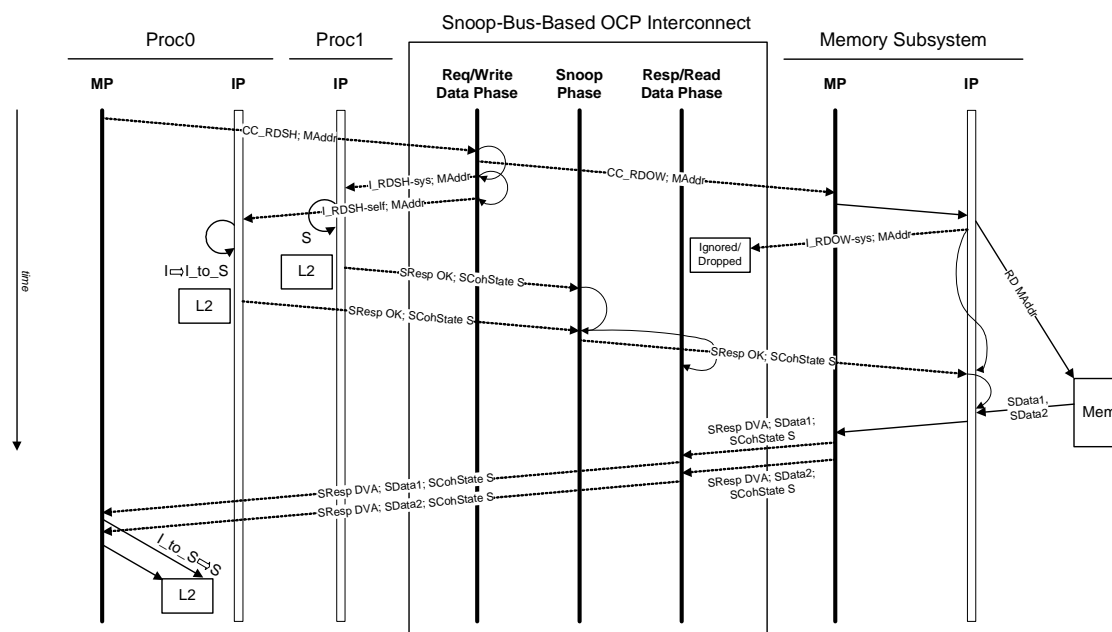 Snoop-Bus-Based OCP Interconnect
Proc0
Proc1
Memory Subsystem
MP
IP
IP
Req/Write
Data Phase
Snoop
Phase
Resp/Read
Data Phase
MP
IP
time
CC_RDSH; MAddr
CC_RDOW; MAddr
I_RDSH-sys; MAddr
I_RDSH-self; MAddr
S
I⇨I_to_S
L2
L2
I_RDOW-sys; MAddr
Ignored/
Dropped
RD MAddr
SResp OK; SCohState S
SResp OK; SCohState S
SResp OK; SCohState S
SData1,
SData2
Mem
SResp DVA; SData1;
SCohState S
SResp DVA; SData2;
SCohState S
SResp DVA; SData1; SCohState S
SResp DVA; SData2; SCohState S
I_to_S⇨S
L2